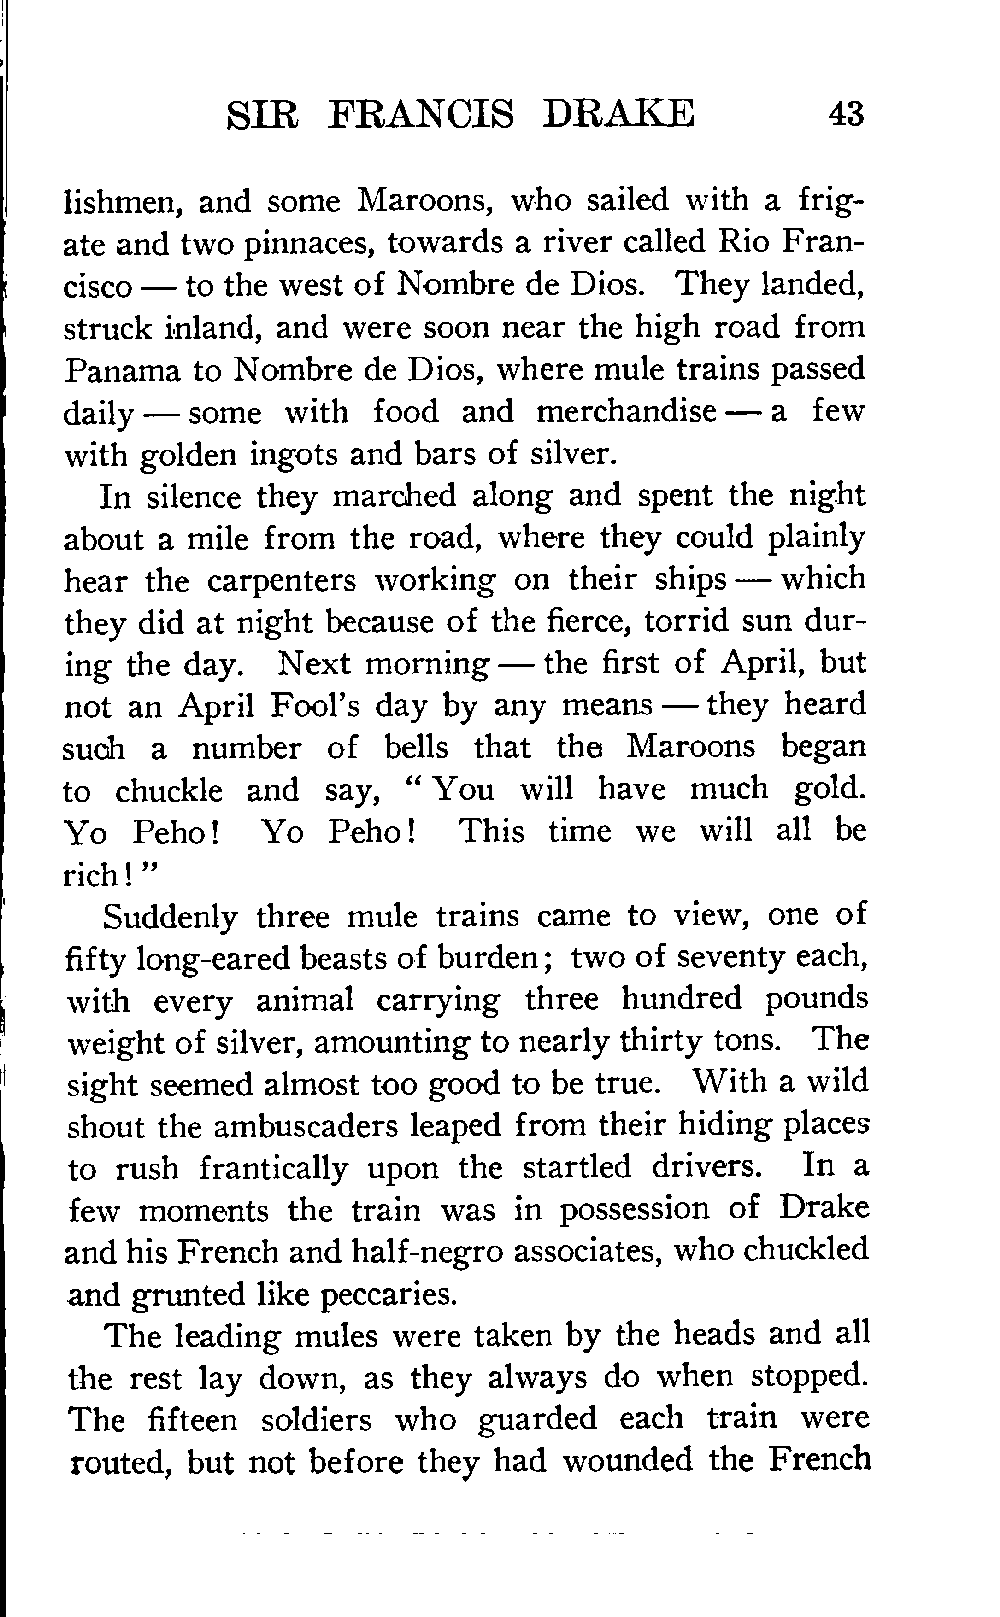 SIR FRANCIS DRAKE 43
lishmen, and some Maroons, who sailed with a frig-
ate and two pinnaces, towards a river called Rio Fran-
cisco — to the west of Nombre de Dios. They landed,
struck inland, and were soon near the high road from
Panama to Nombre de Dios, where mule trains passed
daily — some with food and merchandise — a few
with golden ingots and bars of silver.
In silence they marched along and spent the night
about a mile from the road, where they could plainly
hear the carpenters working on their ships — which
they did at night because of the fierce, torrid sun dur-
ing the day. Next morning — the first of April, but
not an April Fool's day by any means — they heard
such a number of bells that the Maroons began
to chuckle and say, “ You will have much gold.
Yo Peho! Yo Peho! This time we will all be
rich! ”
Suddenly three mule trains came to view, one of
fifty long-eared beasts of burden; two of seventy each,
with every animal carrying three hundred pounds
weight of silver, amounting to nearly thirty tons. The
sight seemed almost too good to be true. With a wild
shout the ambuscaders leaped from their hiding places
to rush frantically upon the startled drivers. In a
few moments the train was in possession of Drake
and his French and half-negro associates, who chuckled
and grunted like peccaries.
The leading mules were taken by the heads and all
the rest lay down, as they always do when stopped.
The fifteen soldiers who guarded each train were
routed, but not before they had wounded the French